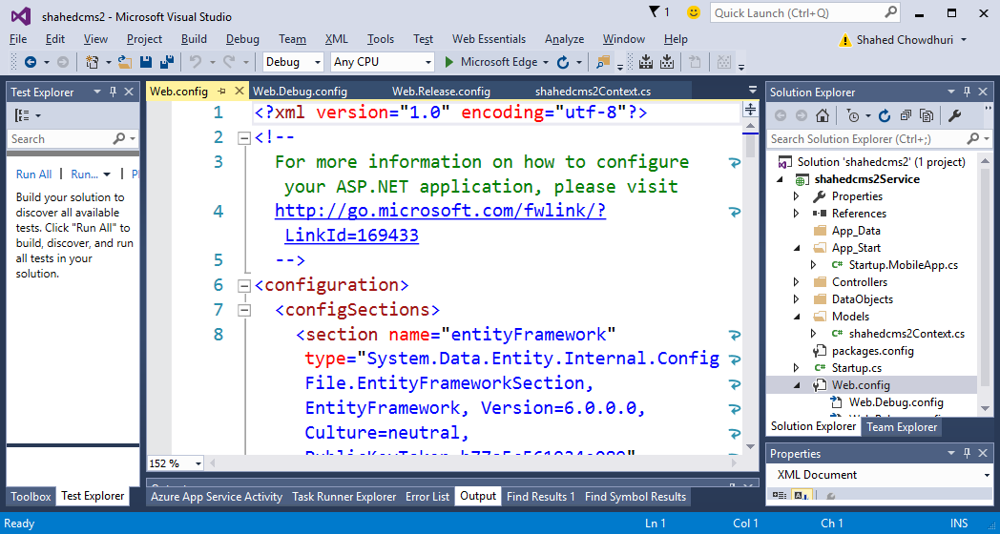 shahedcms2 - Microsoft Visual Studio
1
Quick Launch (Ctrl+Q)
File Edit View Project Build Debug Team XML Tools Test Web Essentials Analyze Window Help
Shahed Chowdhuri
Debug Any CPU Microsoft Edge
Test Explorer
Search
Run All | Run... | Pl
Build your solution to
discover all available
tests. Click "Run All" to
build, discover, and run
all tests in your
solution.
Toolbox Test Explorer
Web.config Web.Debug.config Web.Release.config shahedcms2Context.cs
1 <?xml version="1.0" encoding="utf-8"?>
2 <!--
3 For more information on how to configure
your ASP.NET application, please visit
4 http://go.microsoft.com/fwlink/?
LinkId=169433
5 -->
6 <configuration>
7 <configSections>
8 <section name="entityFramework"
type="System.Data.Entity.Internal.Config
File.EntityFrameworkSection,
EntityFramework, Version=6.0.0.0,
Culture=neutral,
152 %
Azure App Service Activity Task Runner Explorer Error List Output Find Results 1 Find Symbol Results
Solution Explorer
Search Solution Explorer (Ctrl+;)
Solution 'shahedcms2' (1 project)
shahedcms2Service
Properties
References
App_Data
App_Start
C# Startup.MobileApp.cs
Controllers
DataObjects
Models
C# shahedcms2Context.cs
packages.config
C# Startup.cs
Web.config
Web.Debug.config
Solution Explorer Team Explorer
Properties
XML Document
Ready Ln 1 Col 1 Ch 1 INS